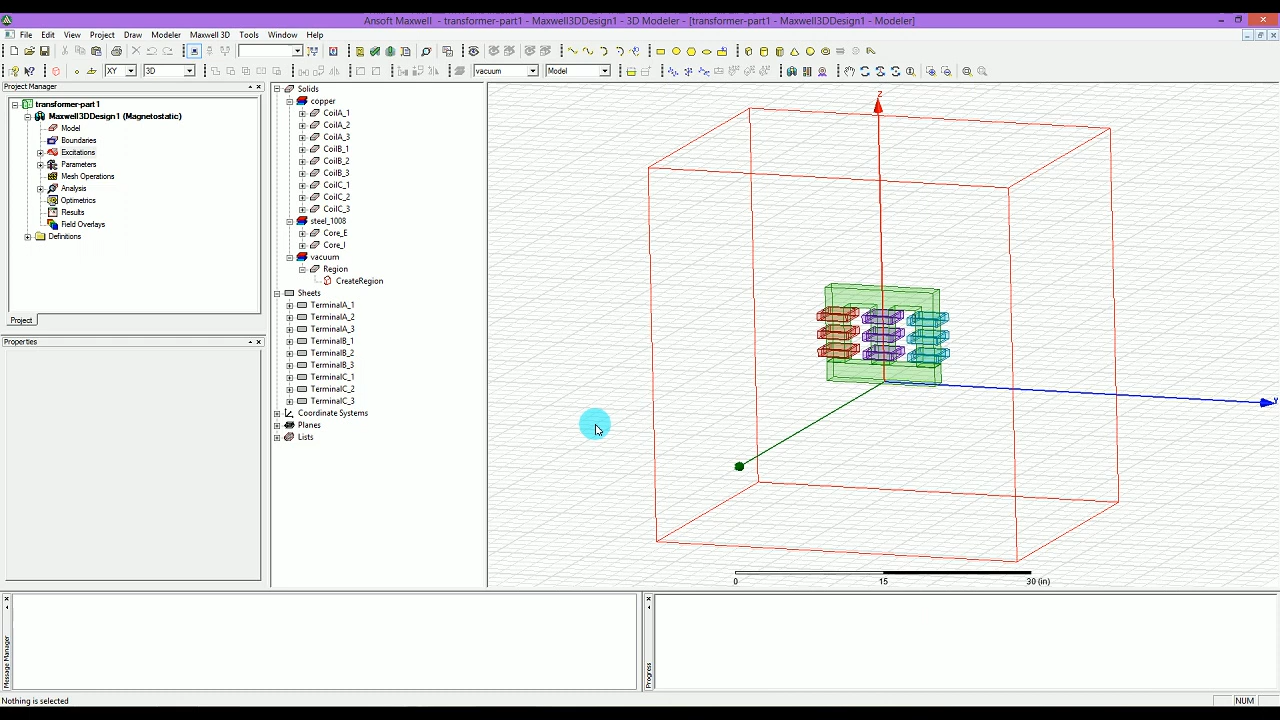 Ansoft Maxwell - transformer-part1 - Maxwell3DDesign1 - 3D Modeler - [transformer-part1 - Maxwell3DDesign1 - Modeler]
File Edit View Project Draw Modeler Maxwell 3D Tools Window Help
XY 3D vacuum Model
Project Manager
transformer-part1
Maxwell3DDesign1 (Magnetostatic)
Model
Boundaries
Excitations
Parameters
Mesh Operations
Analysis
Optimetrics
Results
Field Overlays
Definitions
Project
Properties
Solids
copper
CoilA_1
CoilA_2
CoilA_3
CoilB_1
CoilB_2
CoilB_3
CoilC_1
CoilC_2
CoilC_3
steel_1008
Core_E
Core_I
vacuum
Region
CreateRegion
Sheets
TerminalA_1
TerminalA_2
TerminalA_3
TerminalB_1
TerminalB_2
TerminalB_3
TerminalC_1
TerminalC_2
TerminalC_3
Coordinate Systems
Planes
Lists
Z
Y
0 15 30 (in)
Message Manager
Progress
Nothing is selected
NUM